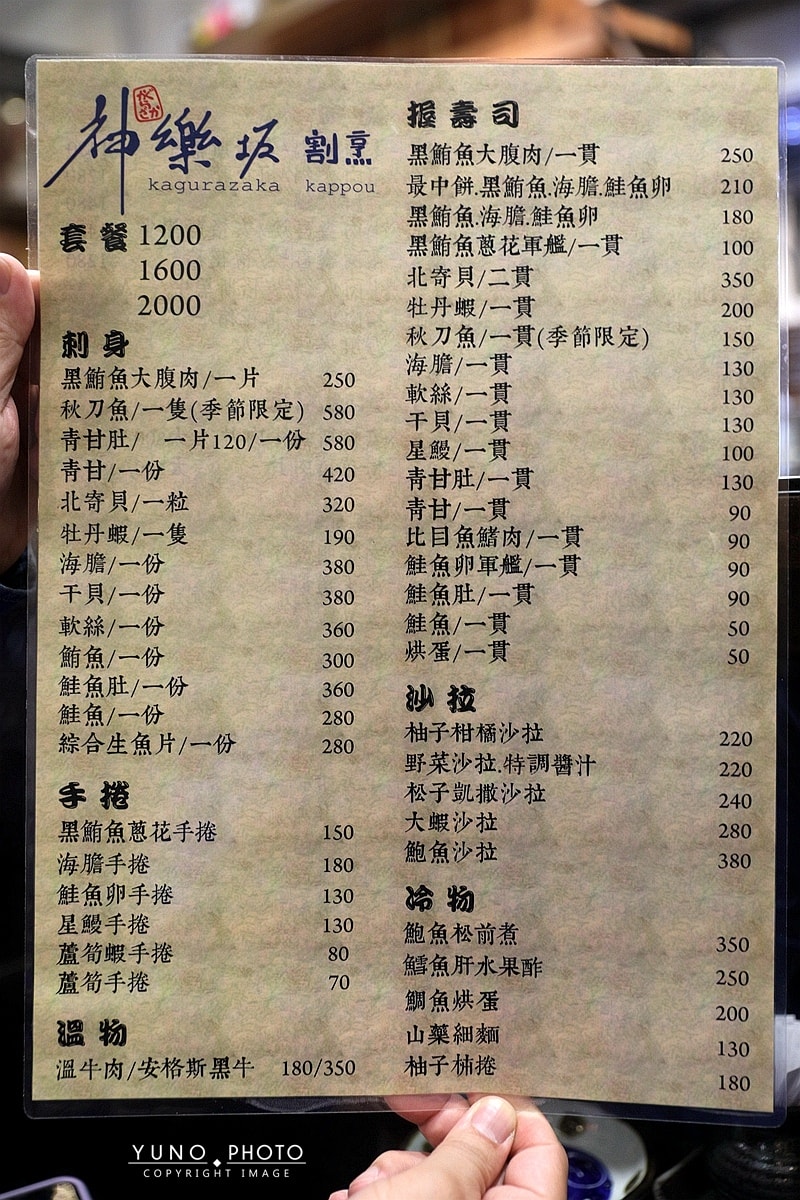 神樂坂 割烹
kagurazaka kappou
套餐 1200
1600
2000
刺身
黑鮪魚大腹肉/一片 250
秋刀魚/一隻(季節限定) 580
青甘肚/ 一片120/一份 580
青甘/一份 420
北寄貝/一粒 320
牡丹蝦/一隻 190
海膽/一份 380
干貝/一份 380
軟絲/一份 360
鮪魚/一份 300
鮭魚肚/一份 360
鮭魚/一份 280
綜合生魚片/一份 280
手捲
黑鮪魚蔥花手捲 150
海膽手捲 180
鮭魚卵手捲 130
星鰻手捲 130
蘆筍蝦手捲 80
蘆筍手捲 70
溫物
溫牛肉/安格斯黑牛 180/350
握壽司
黑鮪魚大腹肉/一貫 250
最中餅.黑鮪魚.海膽.鮭魚卵 210
黑鮪魚.海膽.鮭魚卵 180
黑鮪魚蔥花軍艦/一貫 100
北寄貝/二貫 350
牡丹蝦/一貫 200
秋刀魚/一貫(季節限定) 150
海膽/一貫 130
軟絲/一貫 130
干貝/一貫 130
星鰻/一貫 100
青甘肚/一貫 130
青甘/一貫 90
比目魚鰭肉/一貫 90
鮭魚卵軍艦/一貫 90
鮭魚肚/一貫 90
鮭魚/一貫 50
烘蛋/一貫 50
沙拉
柚子柑橘沙拉 220
野菜沙拉.特調醬汁 220
松子凱撒沙拉 240
大蝦沙拉 280
鮑魚沙拉 380
冷物
鮑魚松前煮 350
鱈魚肝水果酢 250
鯛魚烘蛋 200
山藥細麵 130
柚子柿捲 180
YUNO PHOTO
COPYRIGHT IMAGE